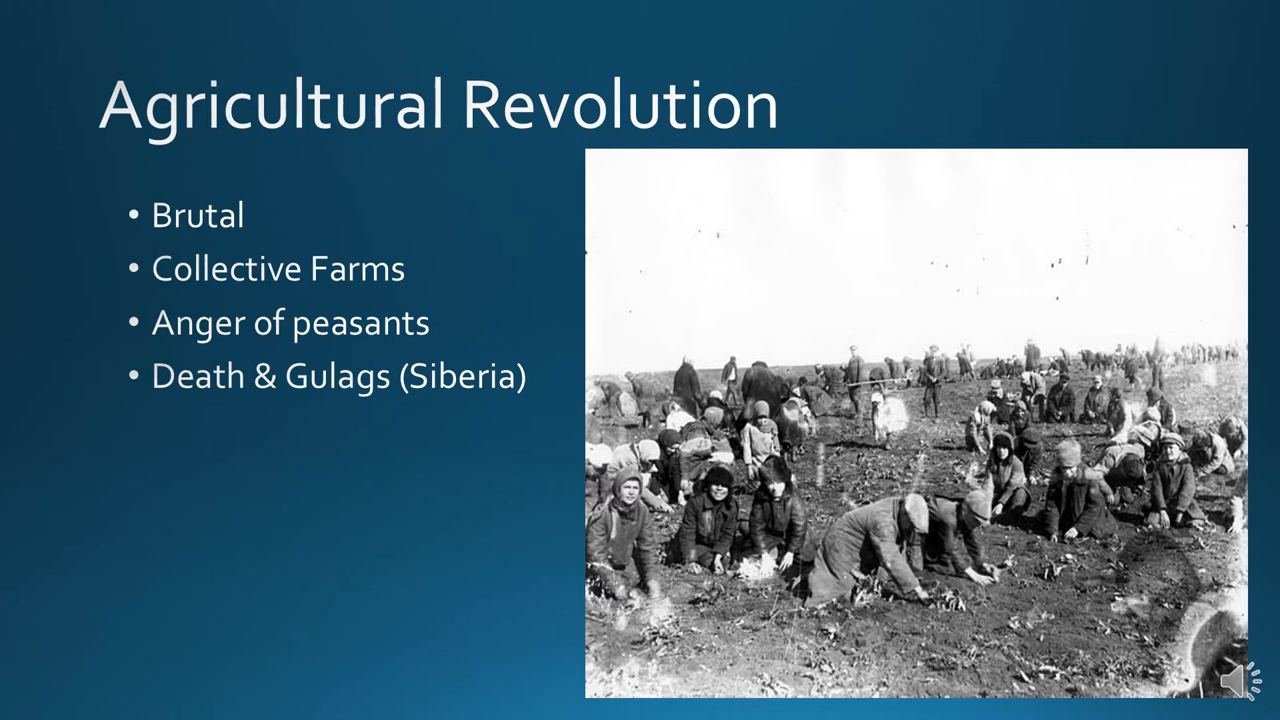 Agricultural Revolution
• Brutal
• Collective Farms
• Anger of peasants
• Death & Gulags (Siberia)